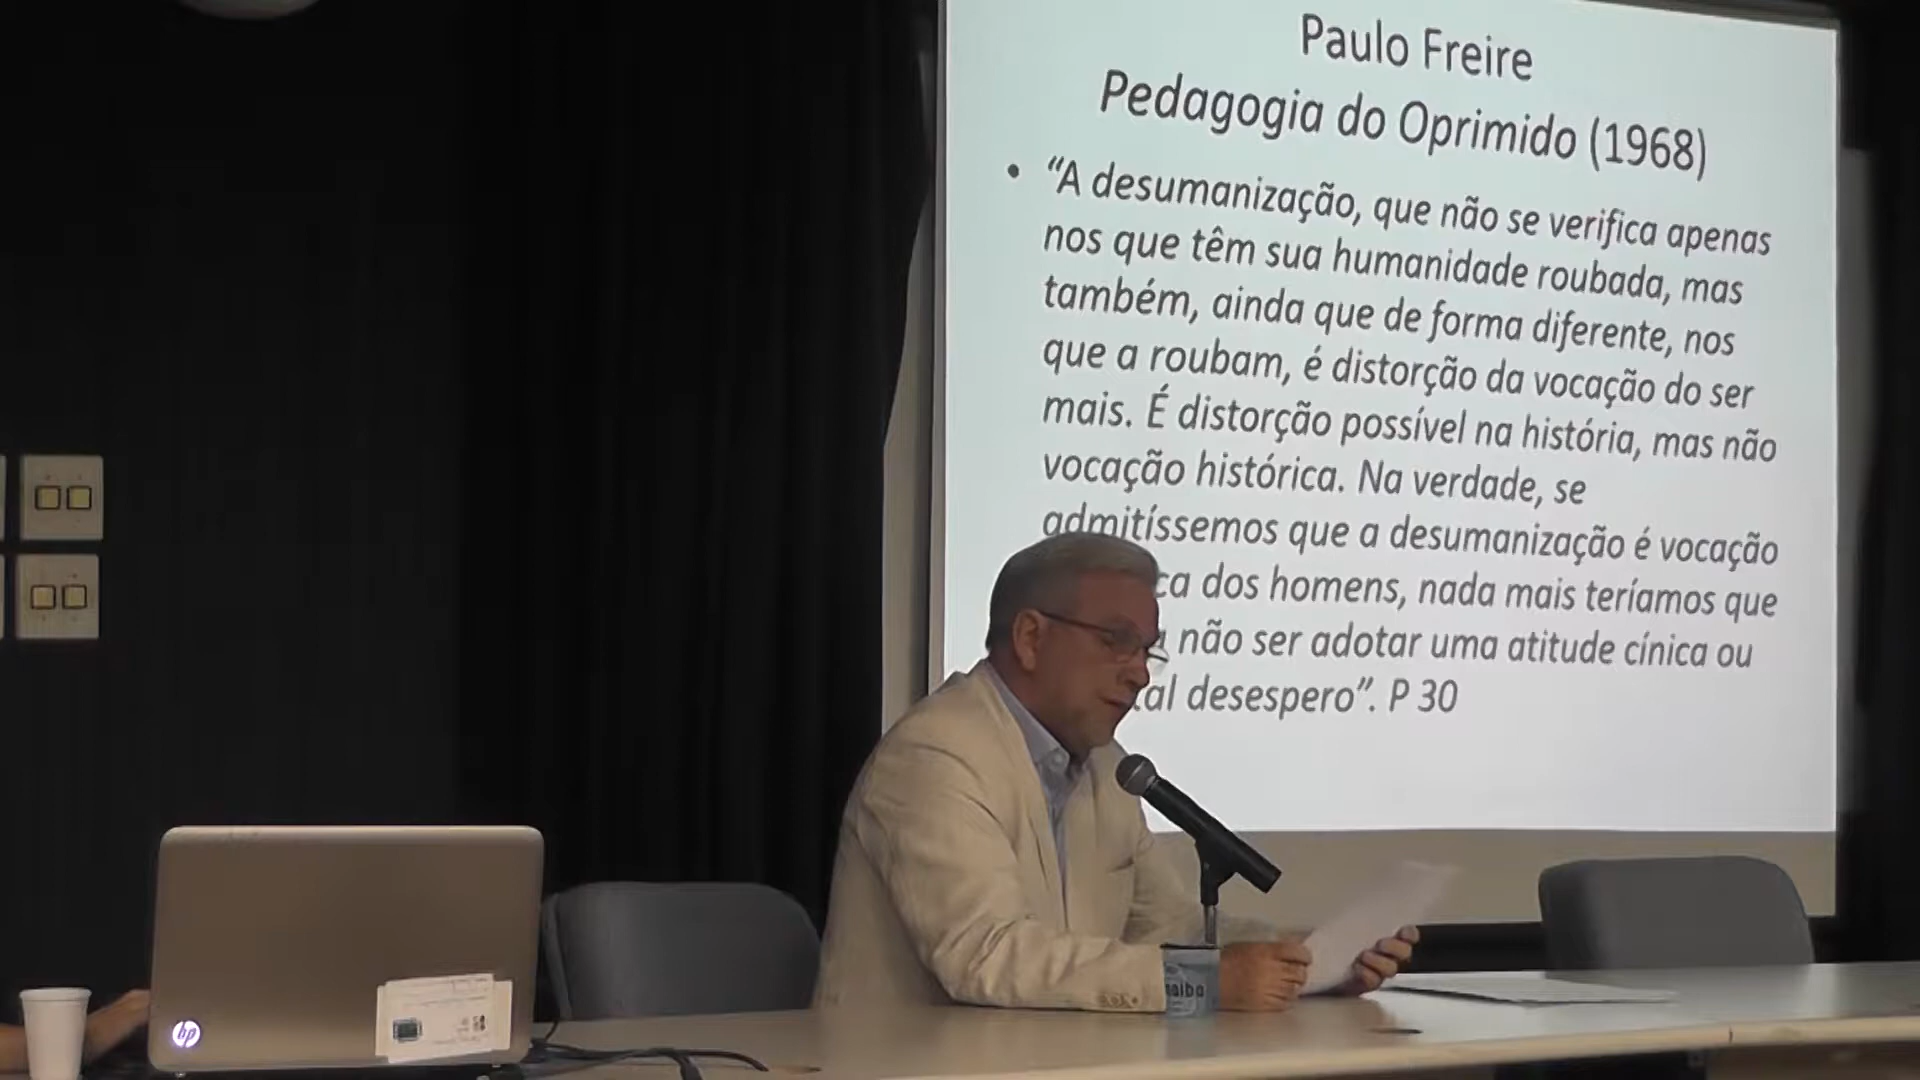 Paulo Freire
Pedagogia do Oprimido (1968)
• “A desumanização, que não se verifica apenas
nos que têm sua humanidade roubada, mas
também, ainda que de forma diferente, nos
que a roubam, é distorção da vocação do ser
mais. É distorção possível na história, mas não
vocação histórica. Na verdade, se
admitíssemos que a desumanização é vocação
ca dos homens, nada mais teríamos que
não ser adotar uma atitude cínica ou
tal desespero”. P 30
hp